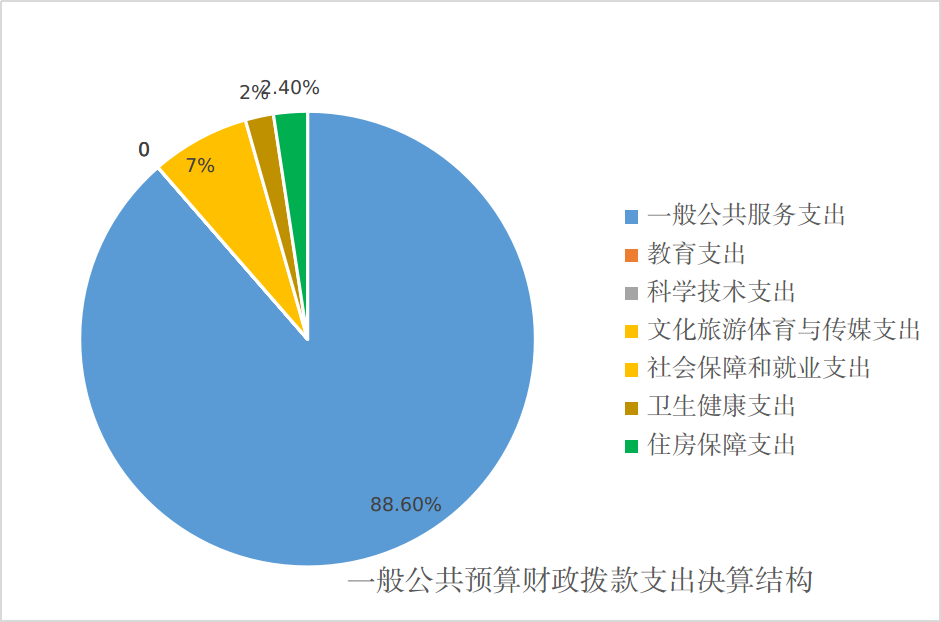 2%
2.40%
0
7%
88.60%
一般公共服务支出
教育支出
科学技术支出
文化旅游体育与传媒支出
社会保障和就业支出
卫生健康支出
住房保障支出
一般公共预算财政拨款支出决算结构